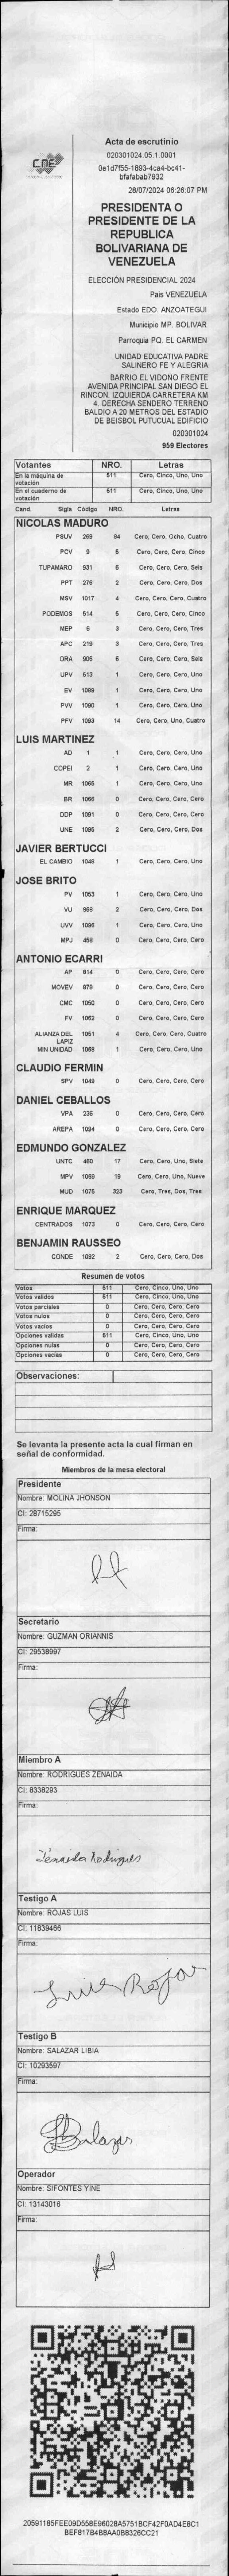 CNE
Acta de escrutinio
020301024.05.1.0001
0e1d7f55-1893-4ca4-bc41-
bfafabab7932
28/07/2024 06:26:07 PM
PRESIDENTA O
PRESIDENTE DE LA
REPUBLICA
BOLIVARIANA DE
VENEZUELA
ELECCIÓN PRESIDENCIAL 2024
Pais VENEZUELA
Estado EDO. ANZOATEGUI
Municipio MP. BOLIVAR
Parroquia PQ. EL CARMEN
UNIDAD EDUCATIVA PADRE
SALINERO FE Y ALEGRIA
BARRIO EL VIDOÑO FRENTE
AVENIDA PRINCIPAL SAN DIEGO EL
RINCON. IZQUIERDA CARRETERA KM
4. DERECHA SENDERO TERRENO
BALDIO A 20 METROS DEL ESTADIO
DE BEISBOL PUTUCUAL EDIFICIO
020301024
959 Electores
Votantes NRO. Letras
En la máquina de votación 511 Cero, Cinco, Uno, Uno
En el cuaderno de votación 511 Cero, Cinco, Uno, Uno
Cand. Sigla Código NRO. Letras
NICOLAS MADURO
PSUV 269 84 Cero, Cero, Ocho, Cuatro
PCV 9 5 Cero, Cero, Cero, Cinco
TUPAMARO 931 6 Cero, Cero, Cero, Seis
PPT 276 2 Cero, Cero, Cero, Dos
MSV 1017 4 Cero, Cero, Cero, Cuatro
PODEMOS 514 5 Cero, Cero, Cero, Cinco
MEP 6 3 Cero, Cero, Cero, Tres
APC 219 3 Cero, Cero, Cero, Tres
ORA 906 6 Cero, Cero, Cero, Seis
UPV 513 1 Cero, Cero, Cero, Uno
EV 1089 1 Cero, Cero, Cero, Uno
PVV 1090 1 Cero, Cero, Cero, Uno
PFV 1093 14 Cero, Cero, Uno, Cuatro
LUIS MARTINEZ
AD 1 1 Cero, Cero, Cero, Uno
COPEI 2 1 Cero, Cero, Cero, Uno
MR 1065 1 Cero, Cero, Cero, Uno
BR 1066 0 Cero, Cero, Cero, Cero
DDP 1091 0 Cero, Cero, Cero, Cero
UNE 1095 2 Cero, Cero, Cero, Dos
JAVIER BERTUCCI
EL CAMBIO 1048 1 Cero, Cero, Cero, Uno
JOSE BRITO
PV 1053 1 Cero, Cero, Cero, Uno
VU 968 2 Cero, Cero, Cero, Dos
UVV 1096 1 Cero, Cero, Cero, Uno
MPJ 458 0 Cero, Cero, Cero, Cero
ANTONIO ECARRI
AP 814 0 Cero, Cero, Cero, Cero
MOVEV 878 0 Cero, Cero, Cero, Cero
CMC 1050 0 Cero, Cero, Cero, Cero
FV 1062 0 Cero, Cero, Cero, Cero
ALIANZA DEL LAPIZ 1051 4 Cero, Cero, Cero, Cuatro
MIN UNIDAD 1068 1 Cero, Cero, Cero, Uno
CLAUDIO FERMIN
SPV 1049 0 Cero, Cero, Cero, Cero
DANIEL CEBALLOS
VPA 236 0 Cero, Cero, Cero, Cero
AREPA 1094 0 Cero, Cero, Cero, Cero
EDMUNDO GONZALEZ
UNTC 460 17 Cero, Cero, Uno, Siete
MPV 1069 19 Cero, Cero, Uno, Nueve
MUD 1075 323 Cero, Tres, Dos, Tres
ENRIQUE MARQUEZ
CENTRADOS 1073 0 Cero, Cero, Cero, Cero
BENJAMIN RAUSSEO
CONDE 1092 2 Cero, Cero, Cero, Dos
Resumen de votos
Votos 511 Cero, Cinco, Uno, Uno
Votos validos 511 Cero, Cinco, Uno, Uno
Votos parciales 0 Cero, Cero, Cero, Cero
Votos nulos 0 Cero, Cero, Cero, Cero
Votos vacios 0 Cero, Cero, Cero, Cero
Opciones validas 511 Cero, Cinco, Uno, Uno
Opciones nulas 0 Cero, Cero, Cero, Cero
Opciones vacias 0 Cero, Cero, Cero, Cero
Observaciones:
Se levanta la presente acta la cual firman en
señal de conformidad.
Miembros de la mesa electoral
Presidente
Nombre: MOLINA JHONSON
CI: 28715295
Firma:
Secretario
Nombre: GUZMAN ORIANNIS
CI: 29538997
Firma:
Miembro A
Nombre: RODRIGUES ZENAIDA
CI: 8338293
Firma:
Zenaida Rodrigues
Testigo A
Nombre: ROJAS LUIS
CI: 11839466
Firma:
Luis Rojas
Testigo B
Nombre: SALAZAR LIBIA
CI: 10293597
Firma:
Operador
Nombre: SIFONTES YINE
CI: 13143016
Firma:
20591185FEE09D558E96028A5751BCF42F0AD4E8C1
BEF817B4B8AA0B8326CC21